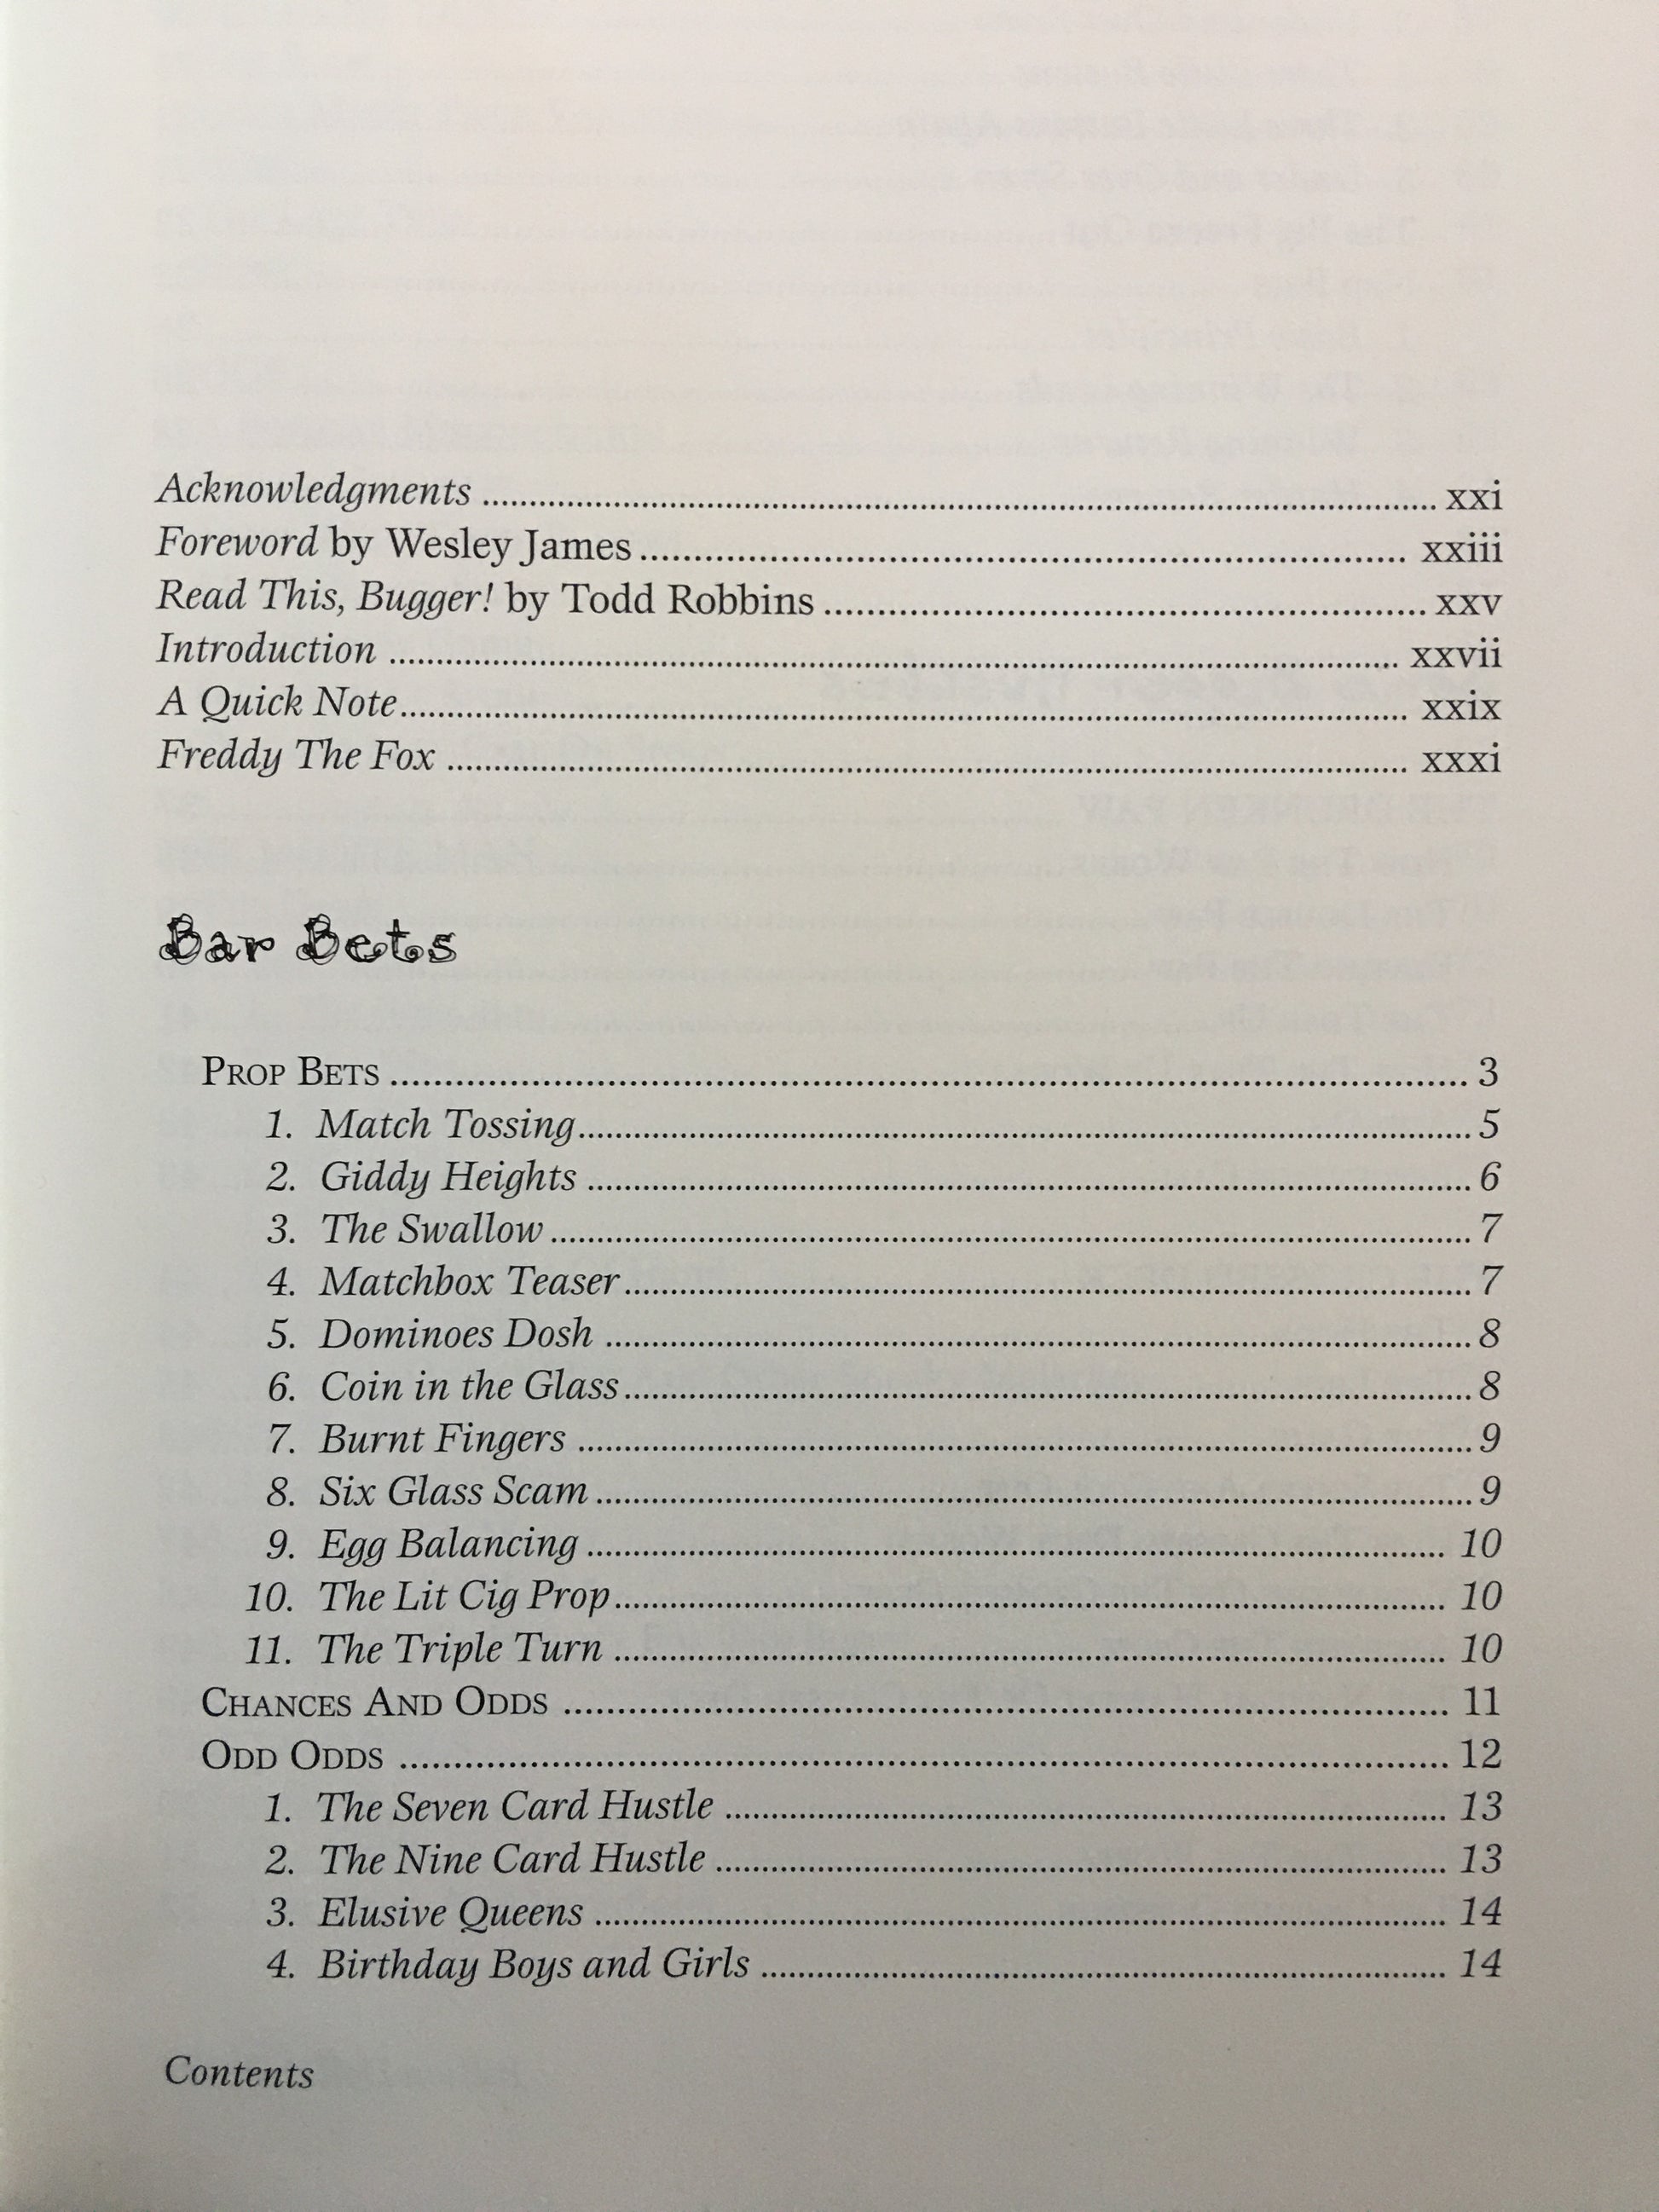 Acknowledgments ........ xxi
Foreword by Wesley James ........ xxiii
Read This, Bugger! by Todd Robbins ........ xxv
Introduction ........ xxvii
A Quick Note ........ xxix
Freddy The Fox ........ xxxi
Bar Bets
PROP BETS ........ 3
1. Match Tossing ........ 5
2. Giddy Heights ........ 6
3. The Swallow ........ 7
4. Matchbox Teaser ........ 7
5. Dominoes Dosh ........ 8
6. Coin in the Glass ........ 8
7. Burnt Fingers ........ 9
8. Six Glass Scam ........ 9
9. Egg Balancing ........ 10
10. The Lit Cig Prop ........ 10
11. The Triple Turn ........ 10
CHANCES AND ODDS ........ 11
ODD ODDS ........ 12
1. The Seven Card Hustle ........ 13
2. The Nine Card Hustle ........ 13
3. Elusive Queens ........ 14
4. Birthday Boys and Girls ........ 14
Contents